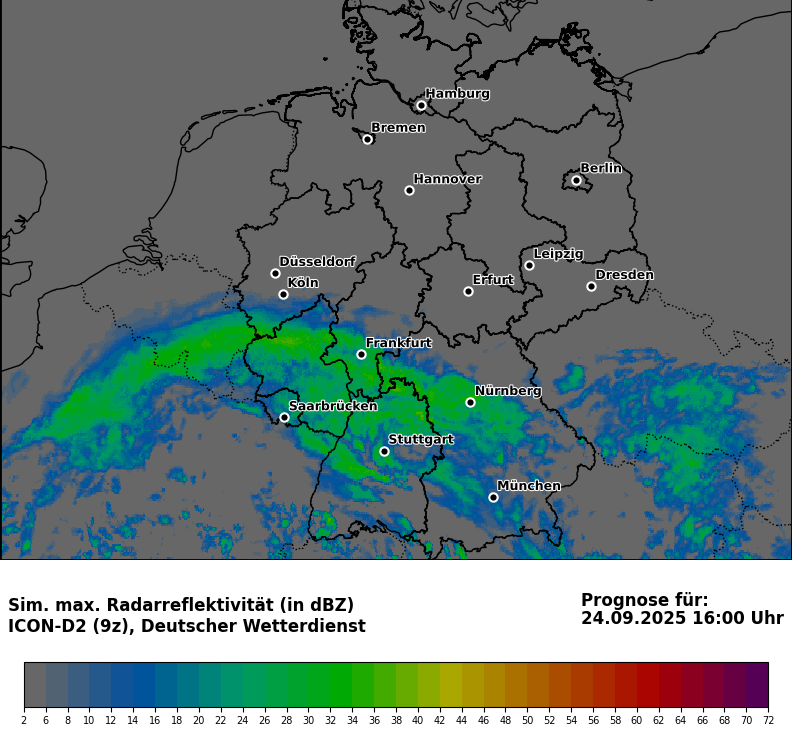 Hamburg
Bremen
Berlin
Hannover
Leipzig
Düsseldorf
Dresden
Köln
Erfurt
Frankfurt
Nürnberg
Saarbrücken
Stuttgart
München
Sim. max. Radarreflektivität (in dBZ)
ICON-D2 (9z), Deutscher Wetterdienst
Prognose für:
24.09.2025 16:00 Uhr
2 6 8 10 12 14 16 18 20 22 24 26 28 30 32 34 36 38 40 42 44 46 48 50 52 54 56 58 60 62 64 66 68 70 72